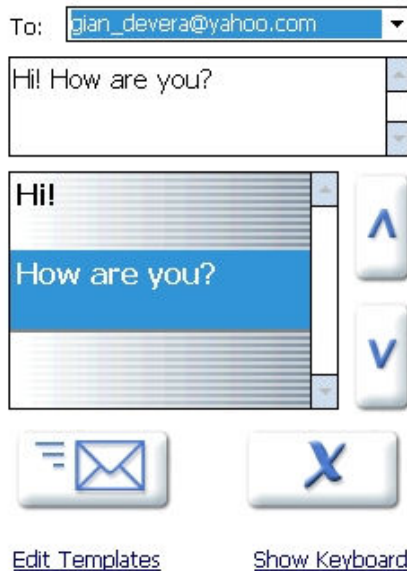 To: gian_devera@yahoo.com
Hi! How are you?
Hi!
How are you?
Edit Templates Show Keyboard